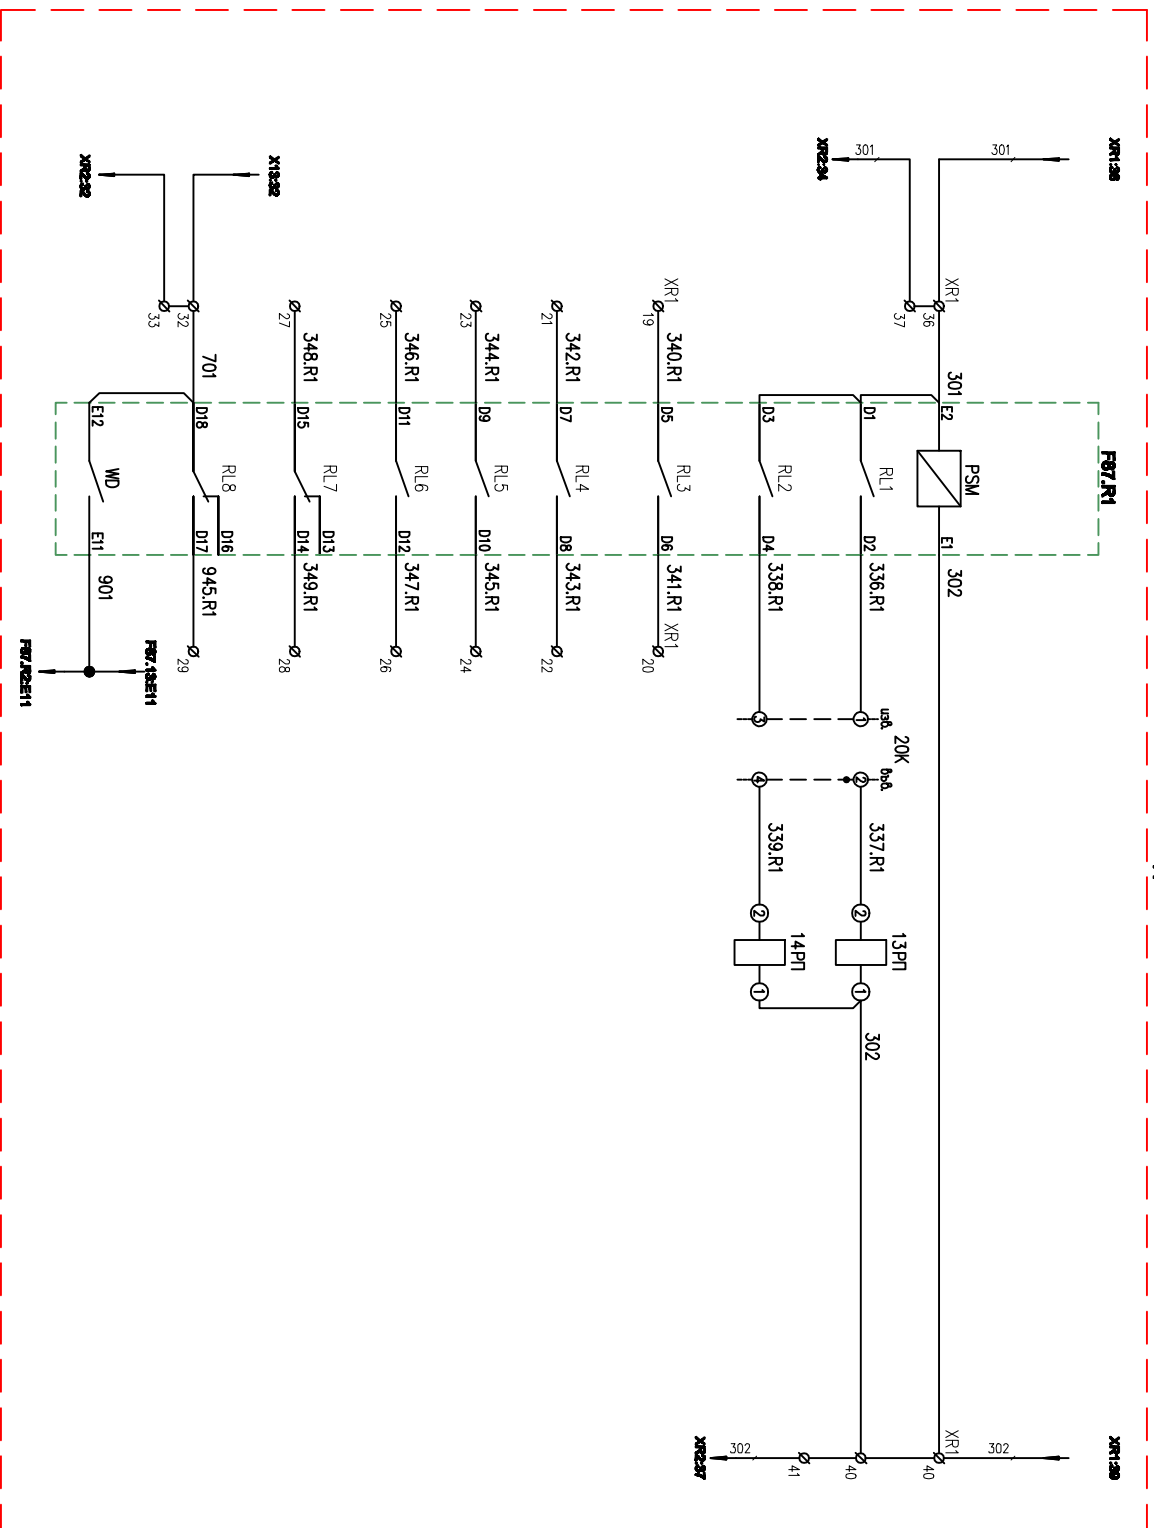 F87.R1
XR1:38
301
XR1
36
301
E2
PSM
E1
302
XR1
40
302
XR1:39
XR2:34
301
37
D1
RL1
D2
336.R1
1
изв.
20К
2
във.
337.R1
2
13РП
1
302
40
41
302
XR2:37
D3
RL2
D4
338.R1
3
4
339.R1
2
14РП
1
XR1
19
340.R1
D5
RL3
D6
341.R1
XR1
20
21
342.R1
D7
RL4
D8
343.R1
22
23
344.R1
D9
RL5
D10
345.R1
24
25
346.R1
D11
RL6
D12
347.R1
26
27
348.R1
D15
RL7
D13
D14
349.R1
28
X13:32
32
701
D18
RL8
D16
D17
945.R1
29
XR2:32
33
E12
WD
E11
901
F87.13:E11
F87.R2:E11